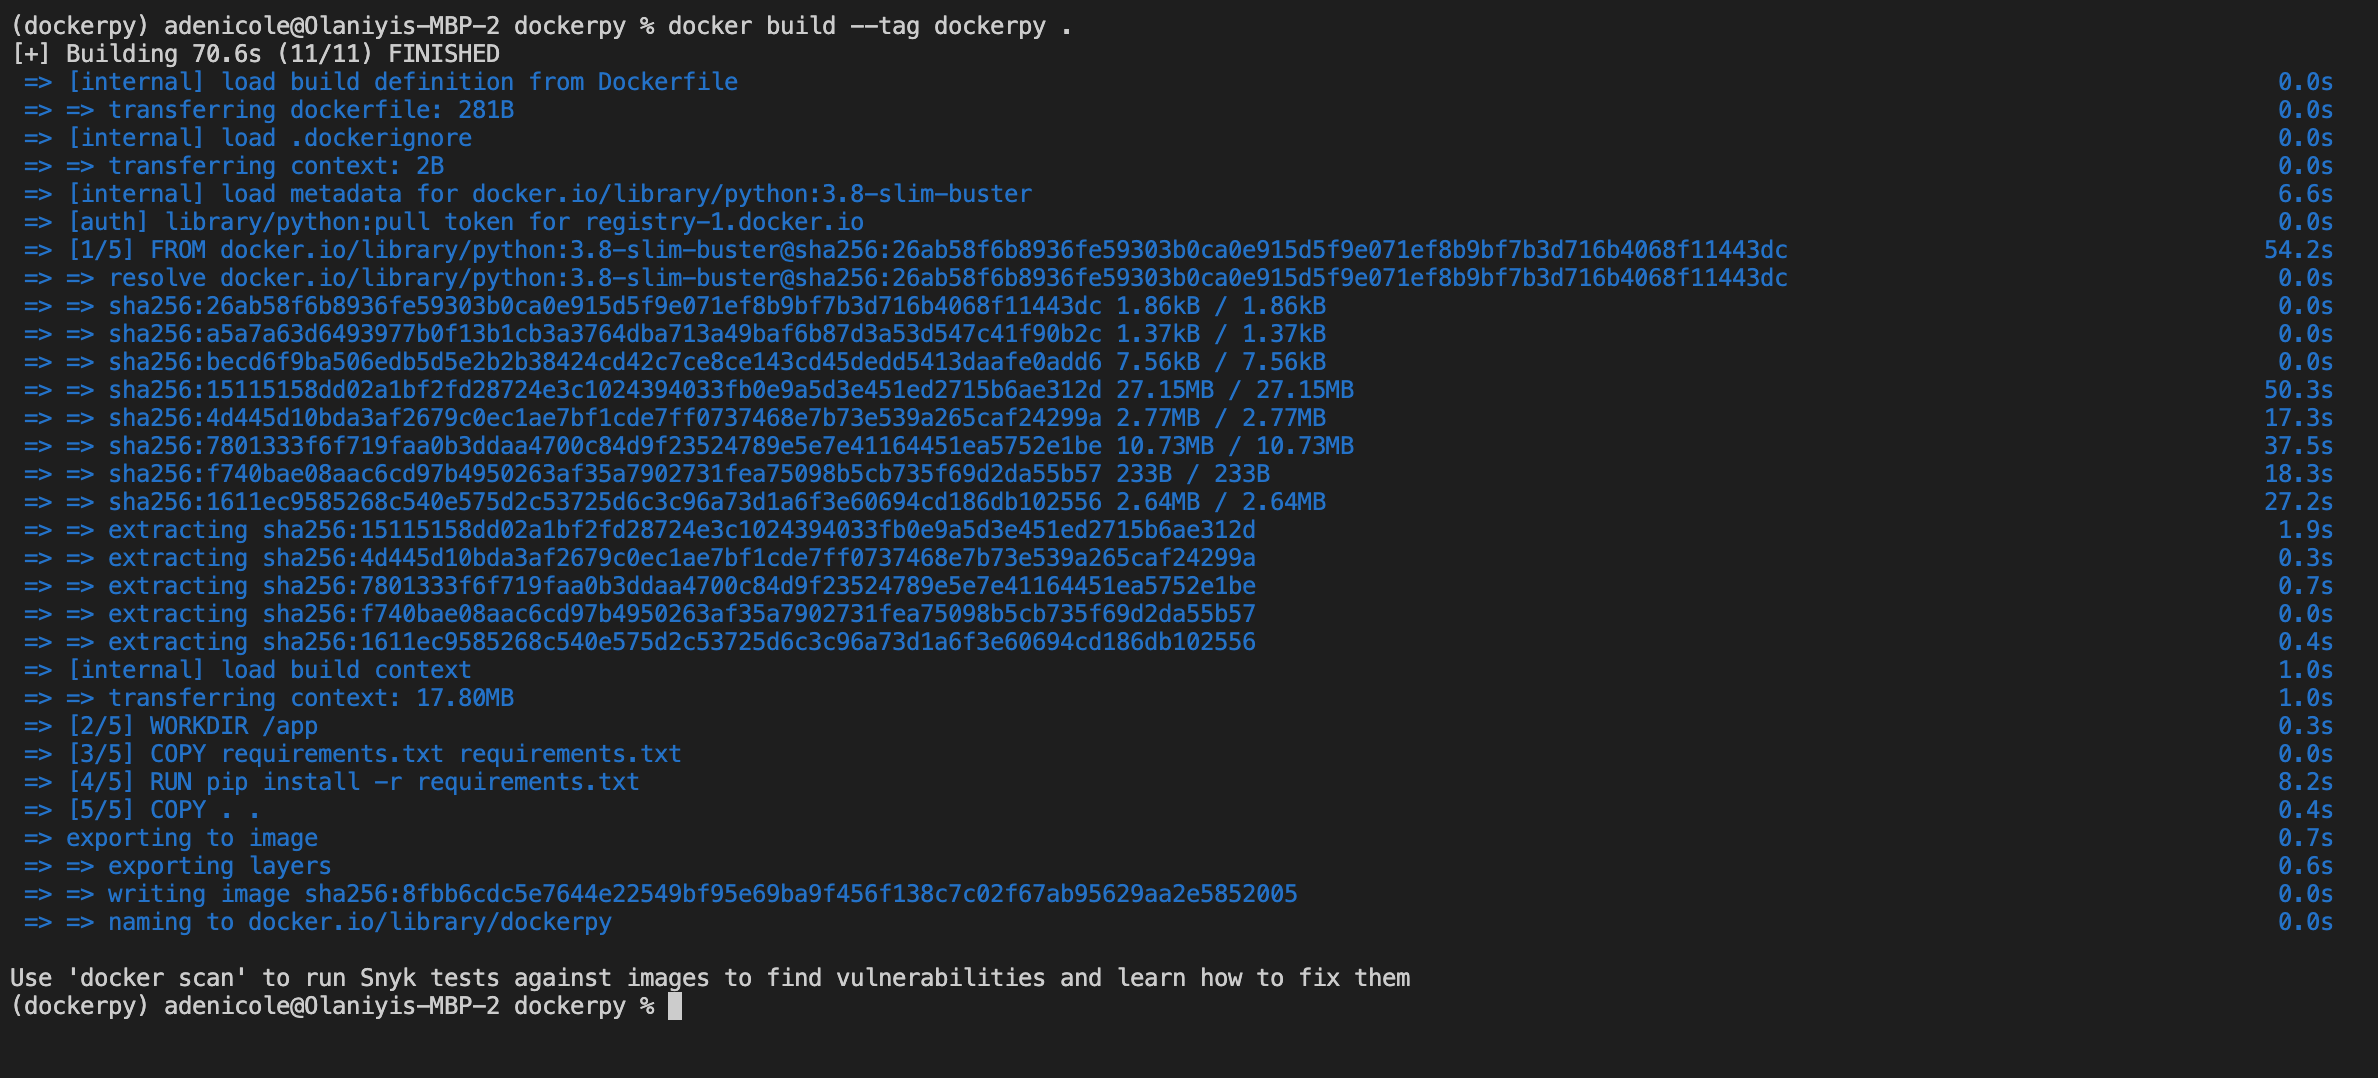 (dockerpy) adenicole@Olaniyis-MBP-2 dockerpy % docker build --tag dockerpy .
[+] Building 70.6s (11/11) FINISHED
=> [internal] load build definition from Dockerfile 0.0s
=> => transferring dockerfile: 281B 0.0s
=> [internal] load .dockerignore 0.0s
=> => transferring context: 2B 0.0s
=> [internal] load metadata for docker.io/library/python:3.8-slim-buster 6.6s
=> [auth] library/python:pull token for registry-1.docker.io 0.0s
=> [1/5] FROM docker.io/library/python:3.8-slim-buster@sha256:26ab58f6b8936fe59303b0ca0e915d5f9e071ef8b9bf7b3d716b4068f11443dc 54.2s
=> => resolve docker.io/library/python:3.8-slim-buster@sha256:26ab58f6b8936fe59303b0ca0e915d5f9e071ef8b9bf7b3d716b4068f11443dc 0.0s
=> => sha256:26ab58f6b8936fe59303b0ca0e915d5f9e071ef8b9bf7b3d716b4068f11443dc 1.86kB / 1.86kB 0.0s
=> => sha256:a5a7a63d6493977b0f13b1cb3a3764dba713a49baf6b87d3a53d547c41f90b2c 1.37kB / 1.37kB 0.0s
=> => sha256:becd6f9ba506edb5d5e2b2b38424cd42c7ce8ce143cd45dedd5413daafe0add6 7.56kB / 7.56kB 0.0s
=> => sha256:15115158dd02a1bf2fd28724e3c1024394033fb0e9a5d3e451ed2715b6ae312d 27.15MB / 27.15MB 50.3s
=> => sha256:4d445d10bda3af2679c0ec1ae7bf1cde7ff0737468e7b73e539a265caf24299a 2.77MB / 2.77MB 17.3s
=> => sha256:7801333f6f719faa0b3ddaa4700c84d9f23524789e5e7e41164451ea5752e1be 10.73MB / 10.73MB 37.5s
=> => sha256:f740bae08aac6cd97b4950263af35a7902731fea75098b5cb735f69d2da55b57 233B / 233B 18.3s
=> => sha256:1611ec9585268c540e575d2c53725d6c3c96a73d1a6f3e60694cd186db102556 2.64MB / 2.64MB 27.2s
=> => extracting sha256:15115158dd02a1bf2fd28724e3c1024394033fb0e9a5d3e451ed2715b6ae312d 1.9s
=> => extracting sha256:4d445d10bda3af2679c0ec1ae7bf1cde7ff0737468e7b73e539a265caf24299a 0.3s
=> => extracting sha256:7801333f6f719faa0b3ddaa4700c84d9f23524789e5e7e41164451ea5752e1be 0.7s
=> => extracting sha256:f740bae08aac6cd97b4950263af35a7902731fea75098b5cb735f69d2da55b57 0.0s
=> => extracting sha256:1611ec9585268c540e575d2c53725d6c3c96a73d1a6f3e60694cd186db102556 0.4s
=> [internal] load build context 1.0s
=> => transferring context: 17.80MB 1.0s
=> [2/5] WORKDIR /app 0.3s
=> [3/5] COPY requirements.txt requirements.txt 0.0s
=> [4/5] RUN pip install -r requirements.txt 8.2s
=> [5/5] COPY . . 0.4s
=> exporting to image 0.7s
=> => exporting layers 0.6s
=> => writing image sha256:8fbb6cdc5e7644e22549bf95e69ba9f456f138c7c02f67ab95629aa2e5852005 0.0s
=> => naming to docker.io/library/dockerpy 0.0s
Use 'docker scan' to run Snyk tests against images to find vulnerabilities and learn how to fix them
(dockerpy) adenicole@Olaniyis-MBP-2 dockerpy %